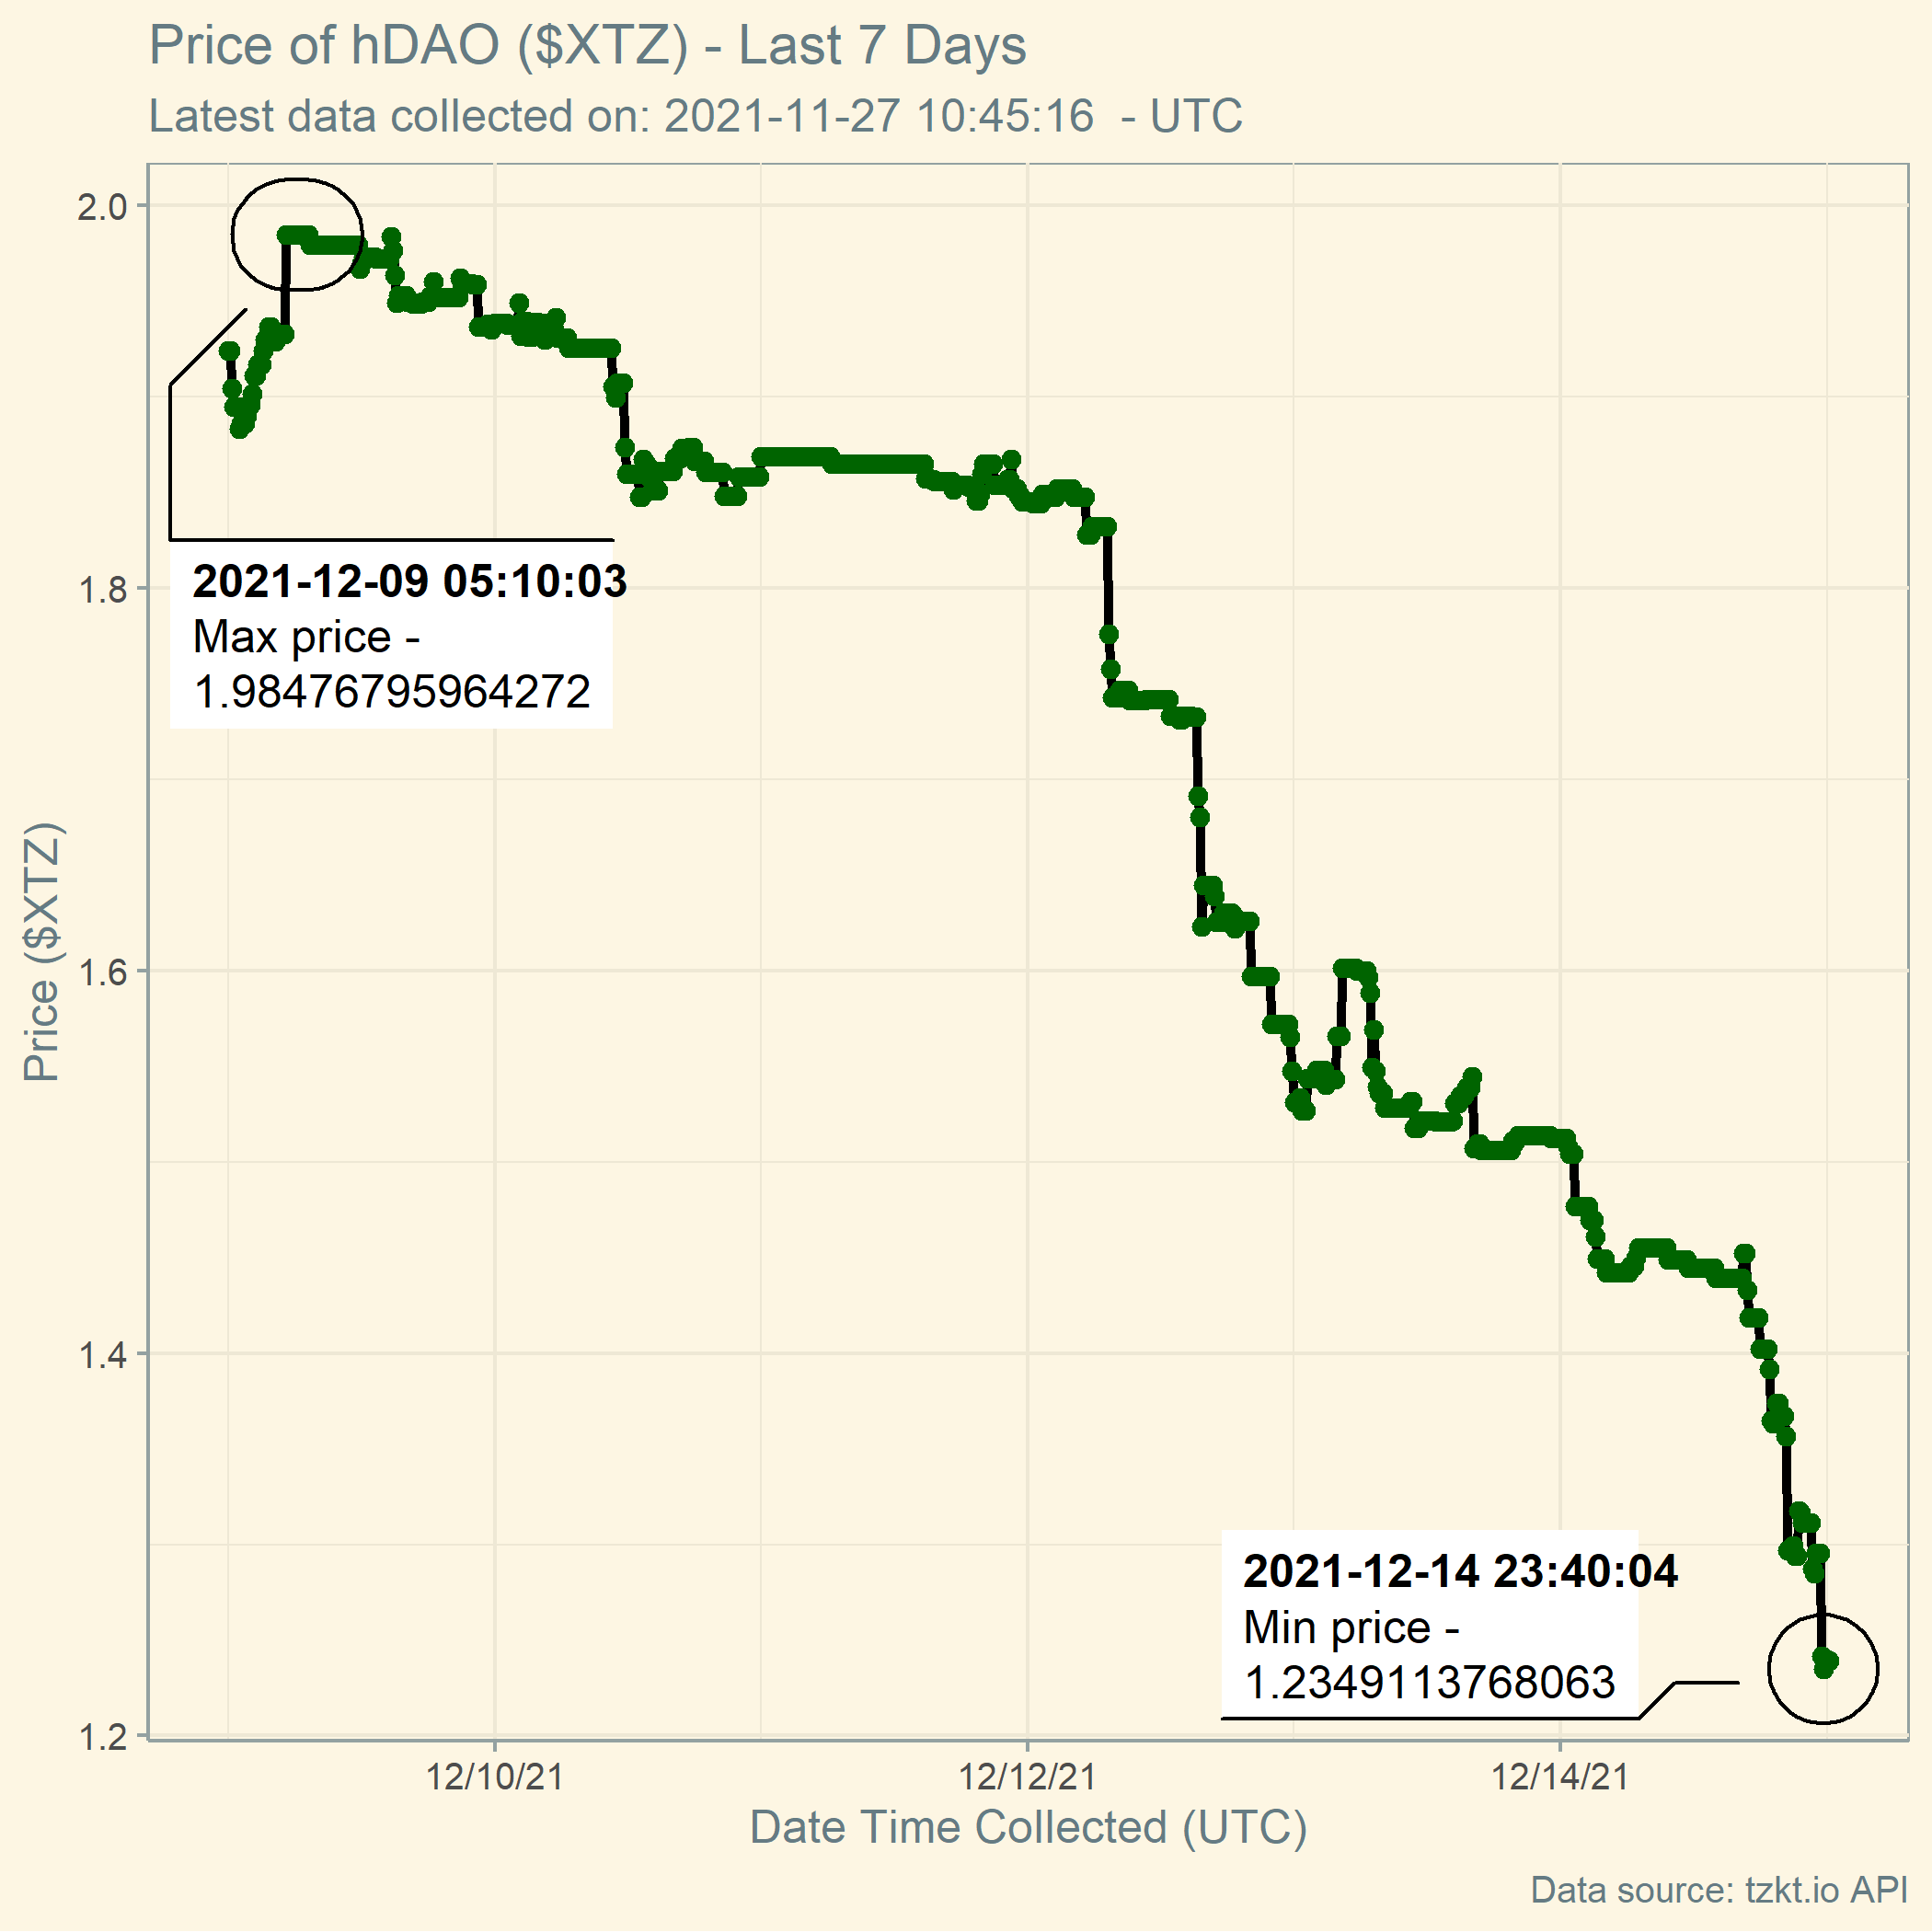 Price of hDAO ($XTZ) - Last 7 Days
Latest data collected on: 2021-11-27 10:45:16  - UTC
2.0
1.8
1.6
1.4
1.2
Price ($XTZ)
2021-12-09 05:10:03
Max price -
1.98476795964272
2021-12-14 23:40:04
Min price -
1.2349113768063
12/10/21
12/12/21
12/14/21
Date Time Collected (UTC)
Data source: tzkt.io API